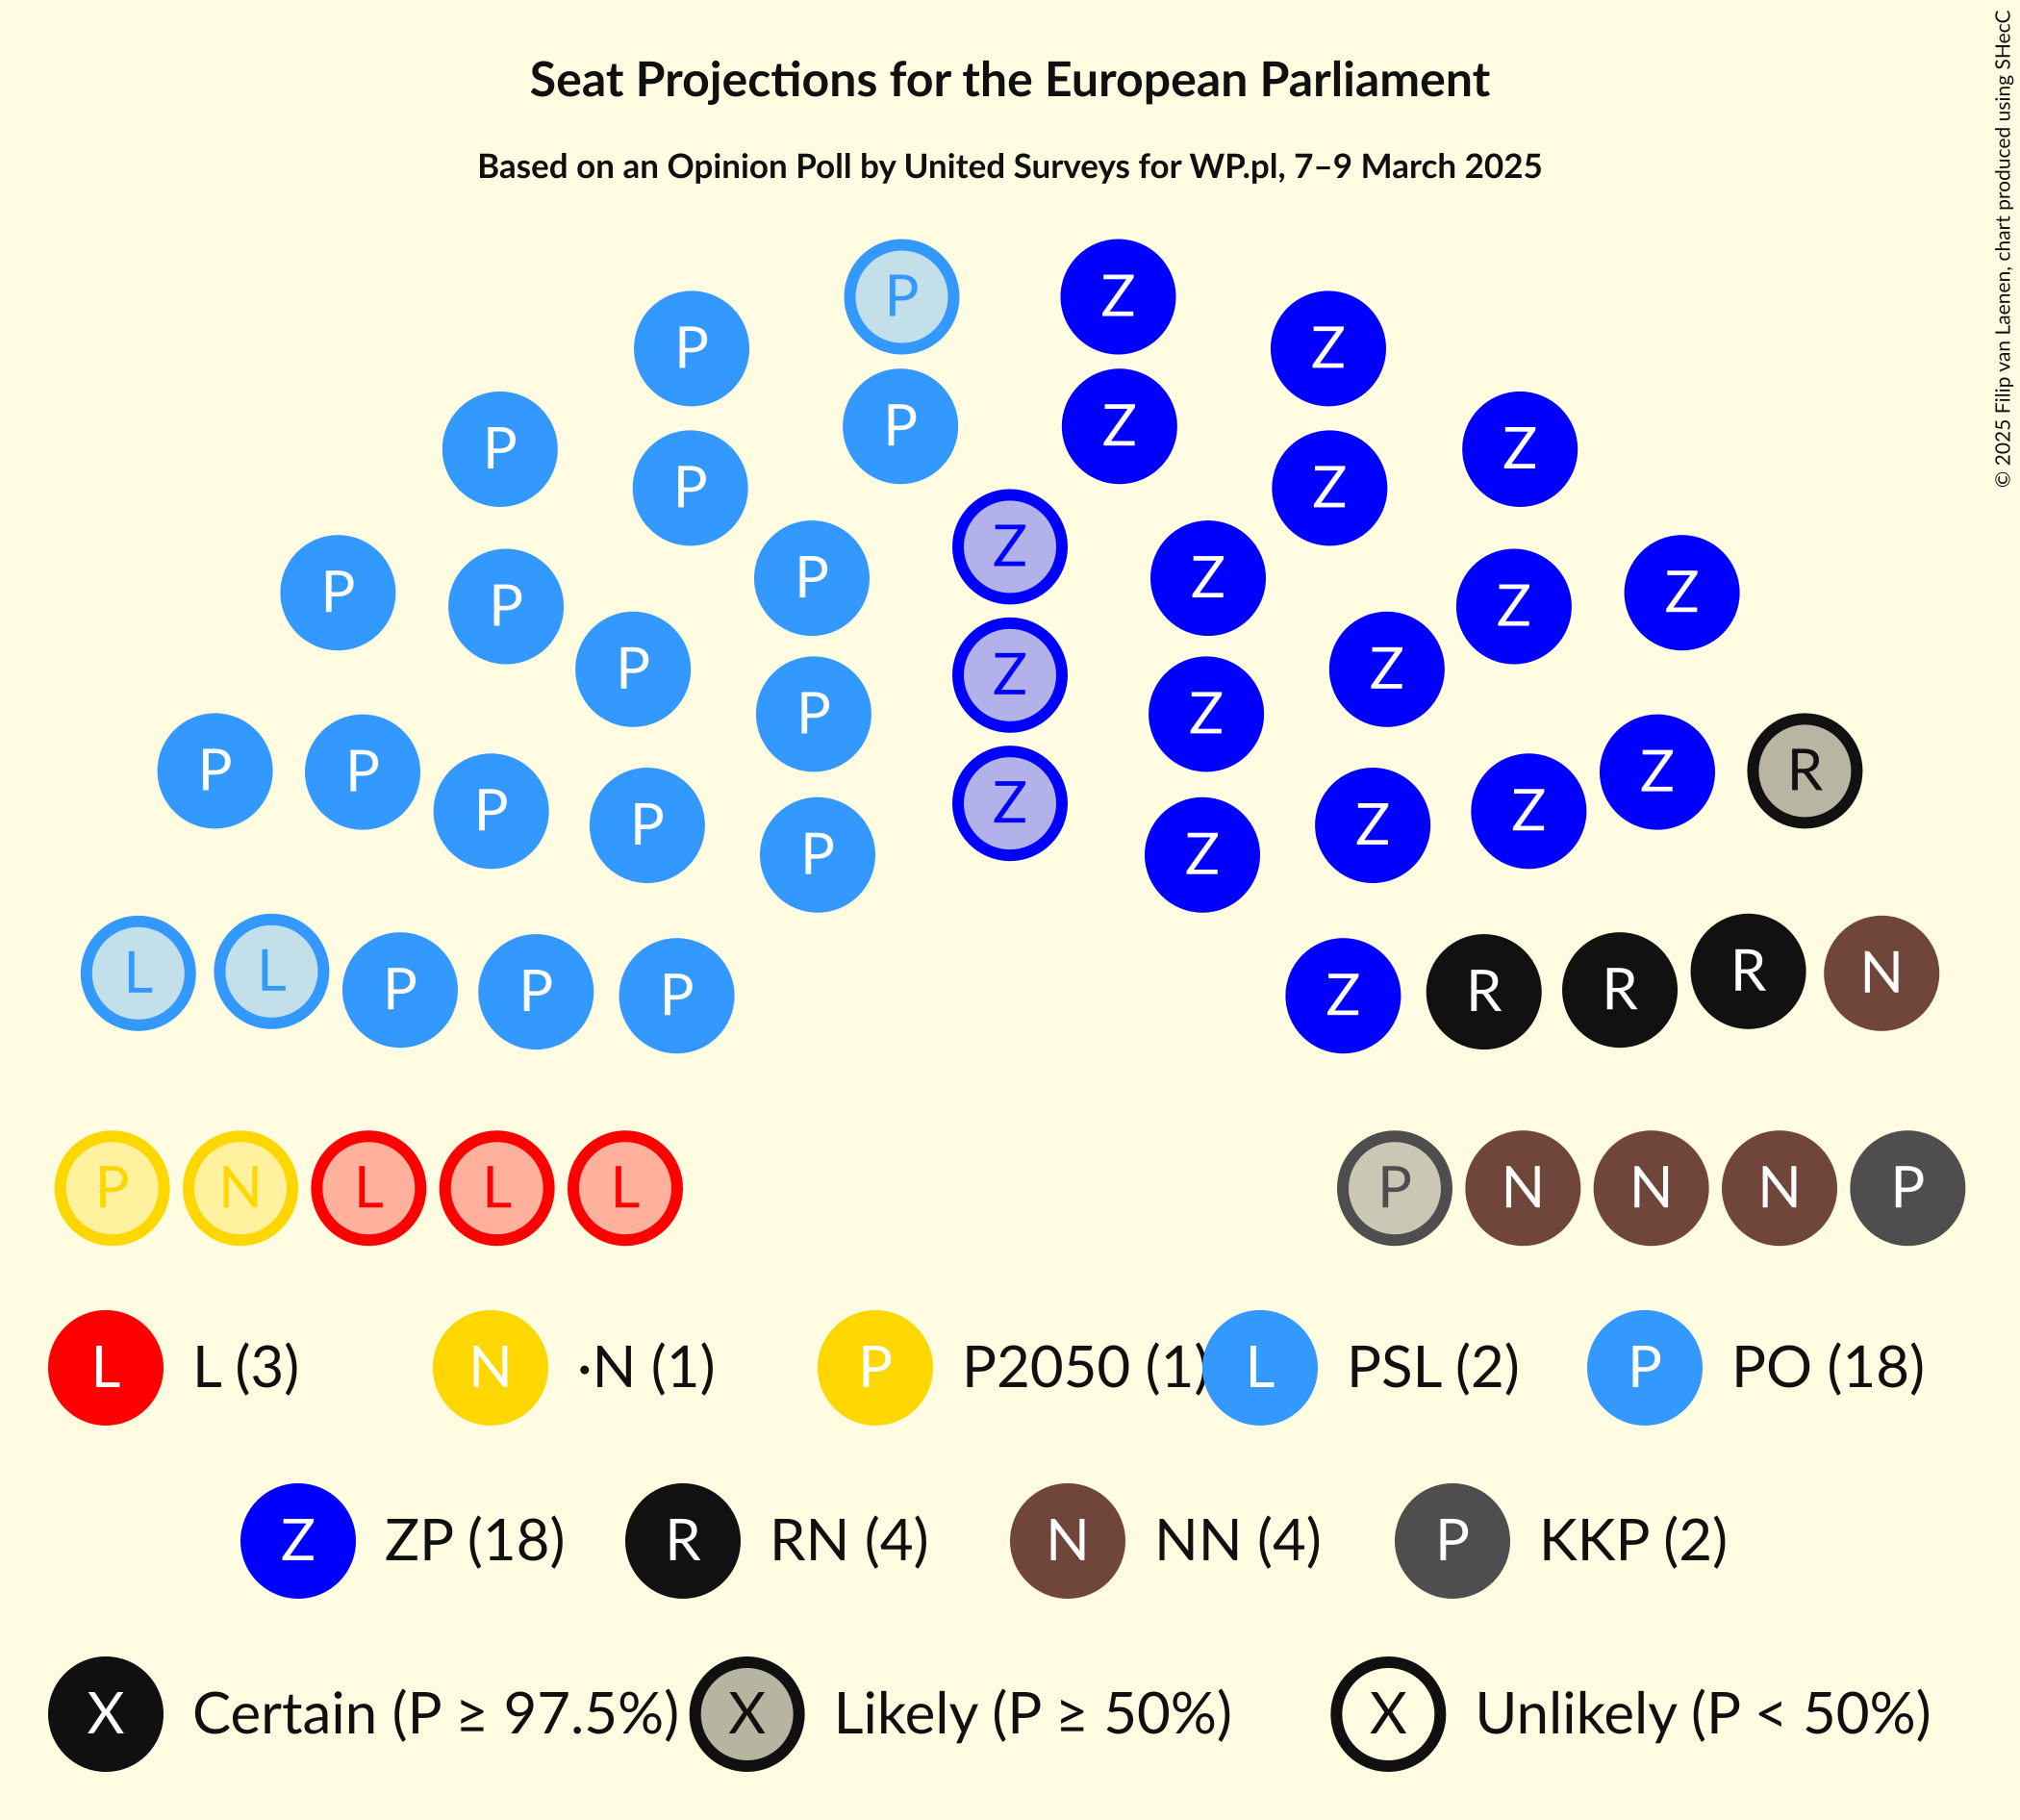 Seat Projections for the European Parliament
Based on an Opinion Poll by United Surveys for WP.pl, 7–9 March 2025
© 2025 Filip van Laenen, chart produced using SHecC
P Z
P Z
P Z
P Z
P Z
P Z
Z
P Z
P Z
P Z
P Z
Z
P Z
P P Z R
P Z
Z
P Z
P Z
L L P P P Z R R R N
P N L L L P N N N P
L L (3) N ·N (1) P P2050 (1) L PSL (2) P PO (18)
Z ZP (18) R RN (4) N NN (4) P KKP (2)
X Certain (P ≥ 97.5%) X Likely (P ≥ 50%) X Unlikely (P < 50%)